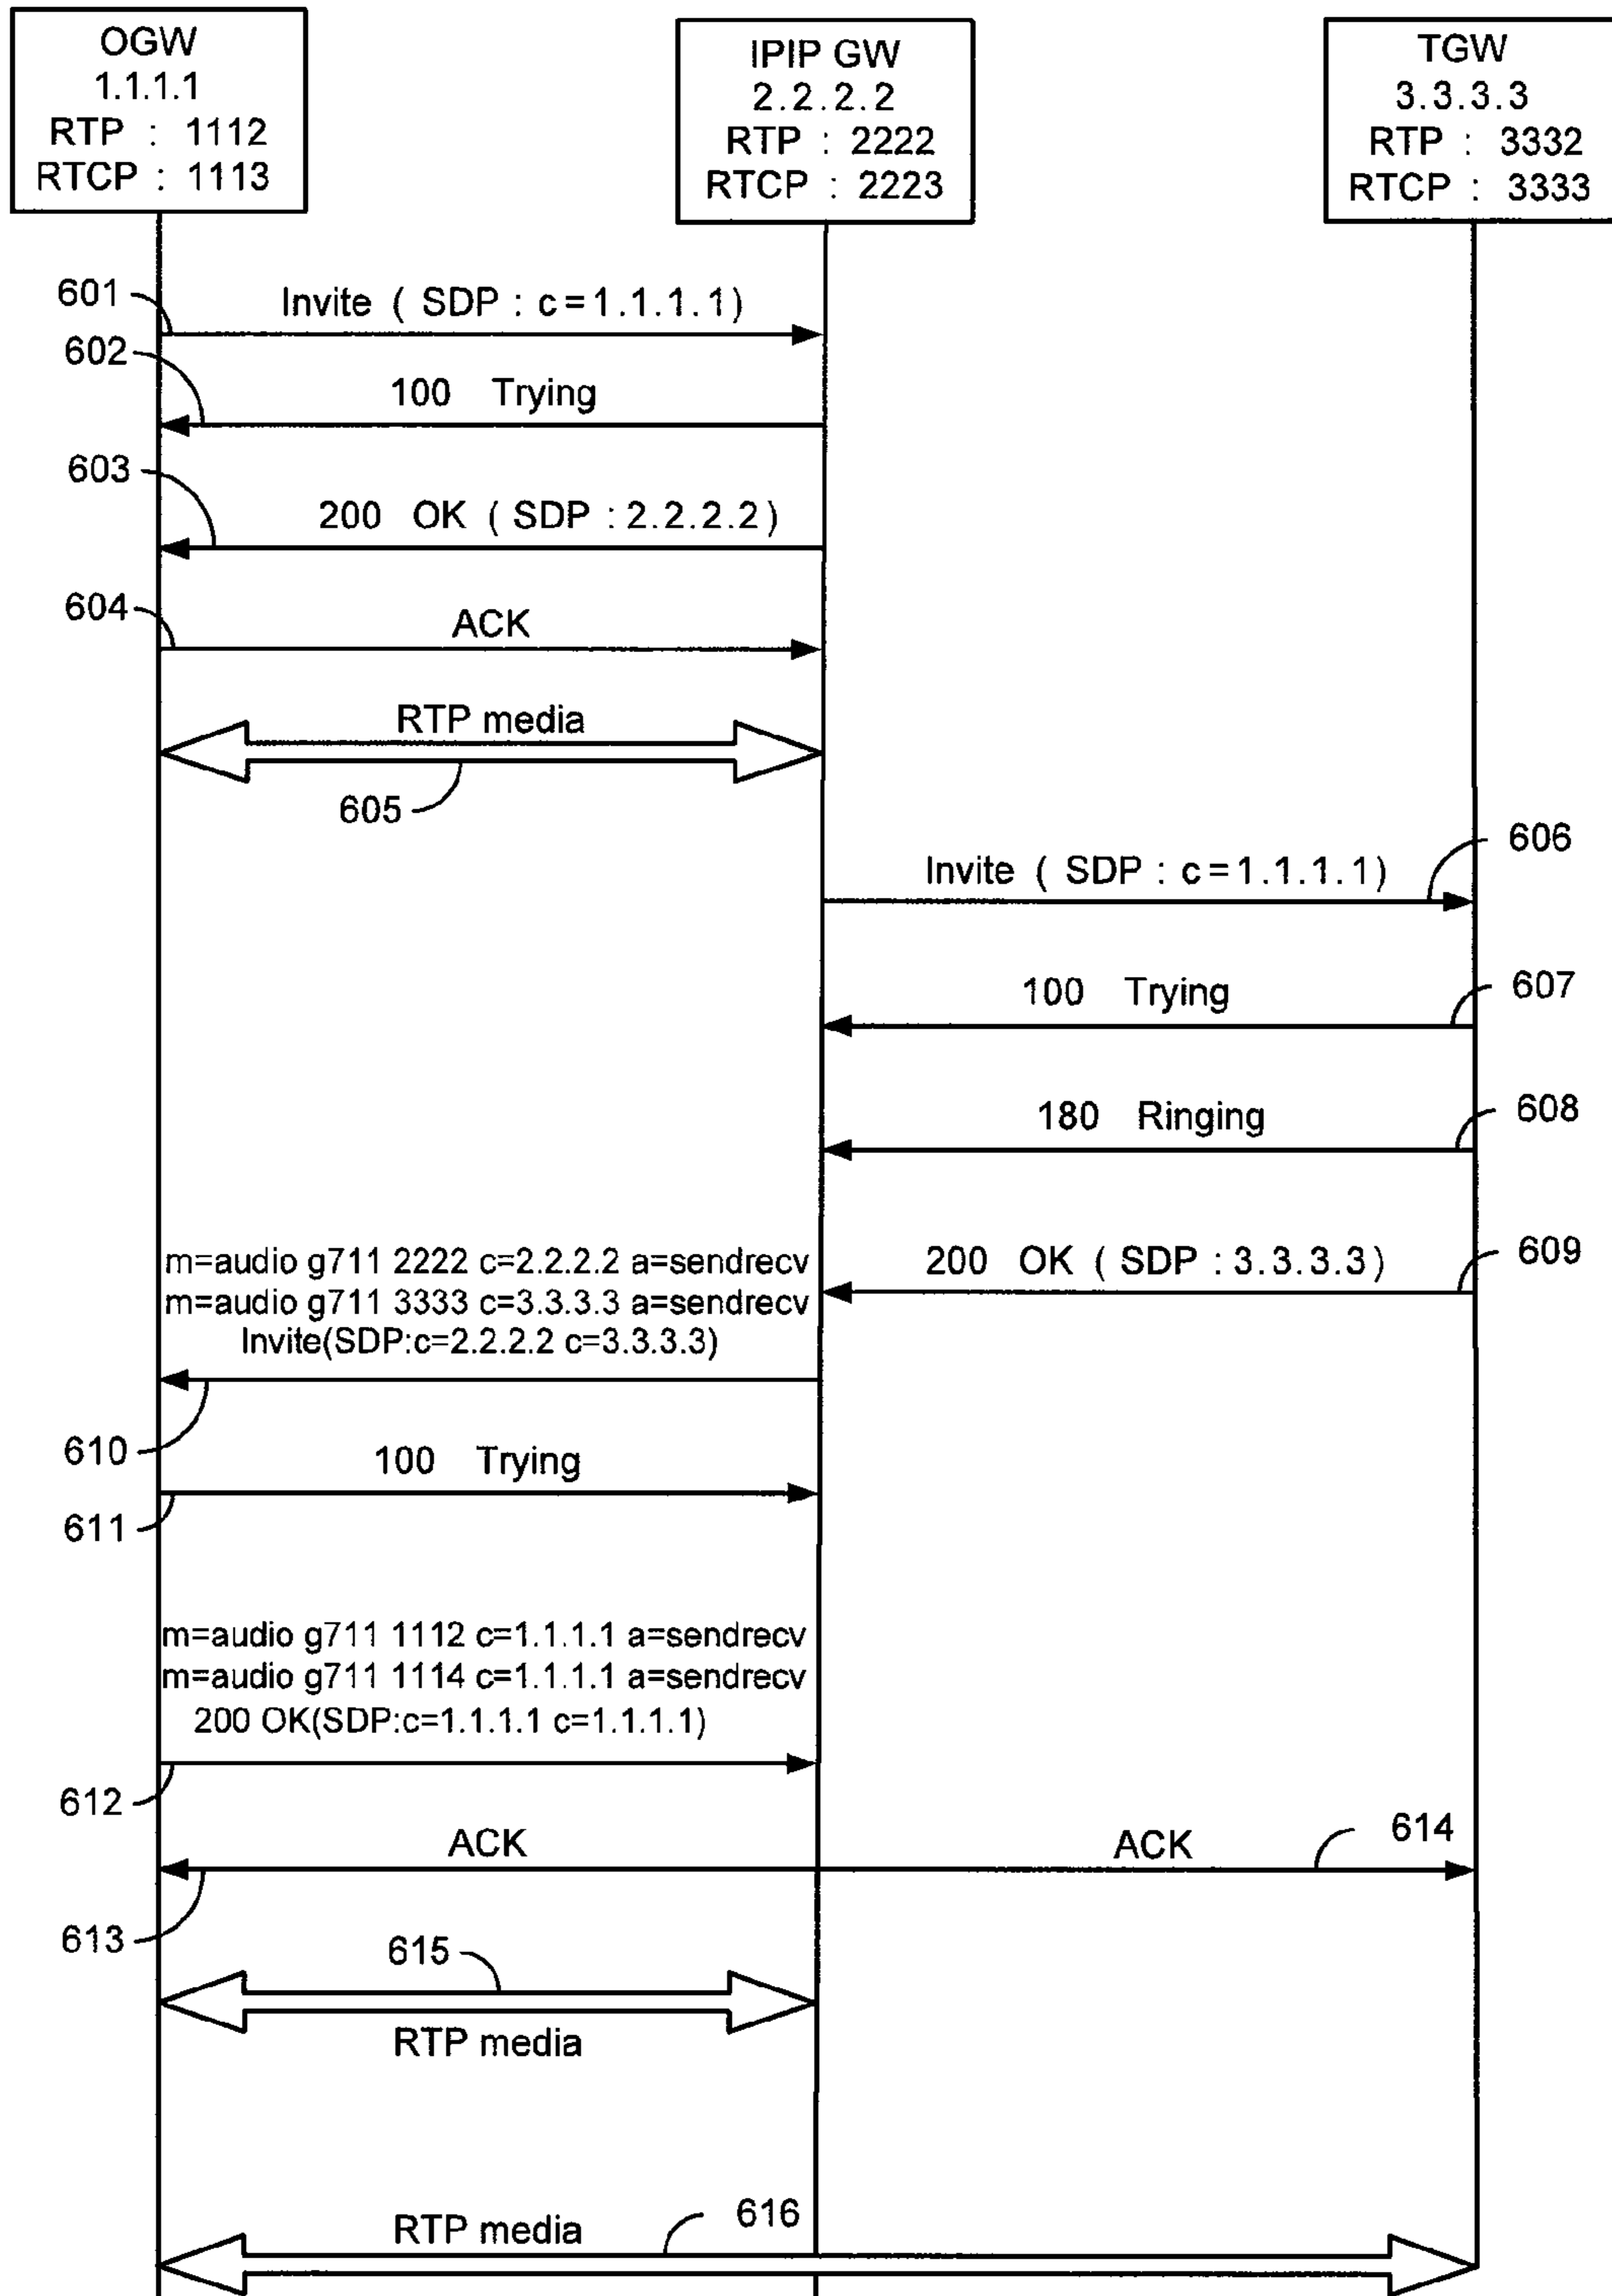 OGW
1.1.1.1
RTP : 1112
RTCP : 1113
IPIP GW
2.2.2.2
RTP : 2222
RTCP : 2223
TGW
3.3.3.3
RTP : 3332
RTCP : 3333
601
Invite ( SDP : c=1.1.1.1)
602
100 Trying
603
200 OK ( SDP :2.2.2.2)
604
ACK
RTP media
605
606
Invite ( SDP : c=1.1.1.1)
607
100 Trying
608
180 Ringing
609
200 OK ( SDP :3.3.3.3)
m=audio g711 2222 c=2.2.2.2 a=sendrecv
m=audio g711 3333 c=3.3.3.3 a=sendrecv
Invite(SDP:c=2.2.2.2 c=3.3.3.3)
610
100 Trying
611
m=audio g711 1112 c=1.1.1.1 a=sendrecv
m=audio g711 1114 c=1.1.1.1 a=sendrecv
200 OK(SDP:c=1.1.1.1 c=1.1.1.1)
612
ACK
613
ACK
614
615
RTP media
RTP media
616